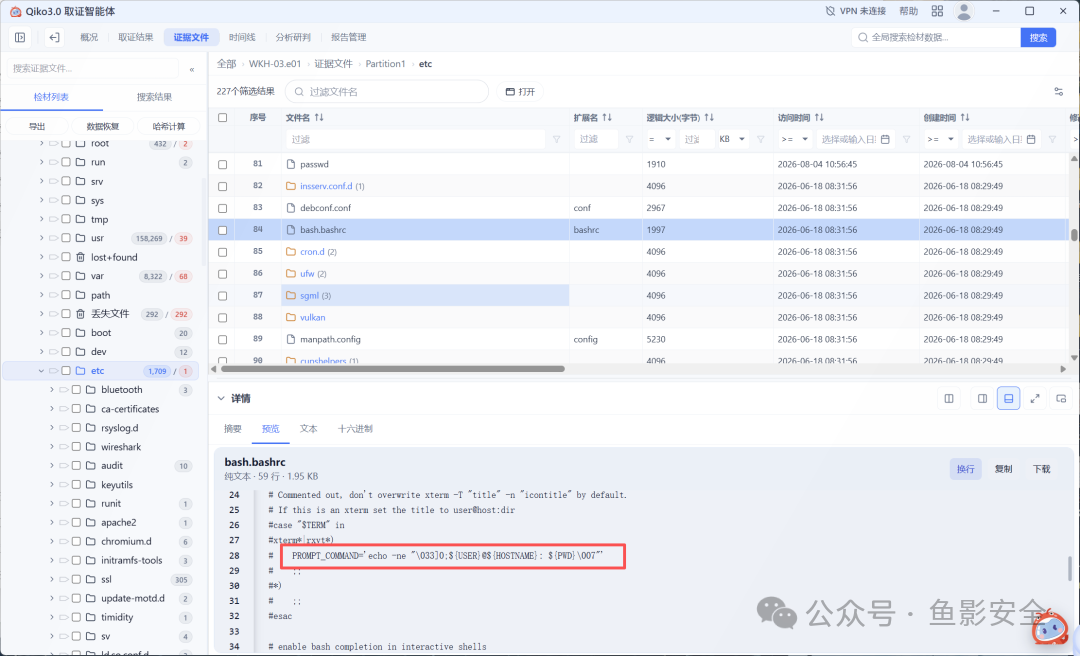 Qiko3.0 取证智能体
VPN 未连接 帮助
概况 取证结果 证据文件 时间线 分析研判 报告管理 全局搜索检材数据... 搜索
搜索证据文件... «
全部 › WKH-03.e01 › 证据文件 › Partition1 › etc
检材列表 搜索结果
227个筛选结果 过滤文件名 打开
导出 数据恢复 哈希计算
序号 文件名 扩展名 逻辑大小(字节) 访问时间 创建时间
过滤 过滤 = 过滤 KB >= 选择或输入日期 >= 选择或输入日期 >
root 432 / 2
run 2
srv
sys
tmp
usr 158,269 / 39
lost+found
var 8,322 / 68
path
丢失文件 292 / 292
boot 20
dev 12
etc 1,709 / 1
bluetooth 3
ca-certificates
rsyslog.d
wireshark
audit 10
keyutils
runit 1
apache2 1
chromium.d 6
initramfs-tools 3
ssl 305
update-motd.d 2
timidity 1
sv 4
ld.so.conf.d
81 passwd 1910 2026-08-04 10:56:45 2026-08-04 10:56:45
82 insserv.conf.d (1) 4096 2026-06-18 08:31:56 2026-06-18 08:29:49
83 debconf.conf conf 2967 2026-06-18 08:31:56 2026-06-18 08:29:49
84 bash.bashrc bashrc 1997 2026-06-18 08:31:56 2026-06-18 08:29:49
85 cron.d (2) 4096 2026-06-18 08:31:56 2026-06-18 08:29:49
86 ufw (2) 4096 2026-06-18 08:31:56 2026-06-18 08:29:49
87 sgml (3) 4096 2026-06-18 08:31:56 2026-06-18 08:29:49
88 vulkan 4096 2026-06-18 08:31:56 2026-06-18 08:29:49
89 manpath.config config 5230 2026-06-18 08:31:56 2026-06-18 08:29:49
90 cupshelpers (1) 4096 2026-06-18 08:31:56 2026-06-18 08:29:49
详情
摘要 预览 文本 十六进制
bash.bashrc
纯文本 · 59 行 · 1.95 KB
换行 复制 下载
24 # Commented out, don't overwrite xterm -T "title" -n "icontitle" by default.
25 # If this is an xterm set the title to user@host:dir
26 #case "$TERM" in
27 #xterm*|rxvt*)
28 # PROMPT_COMMAND='echo -ne "\033]0;${USER}@${HOSTNAME}: ${PWD}\007"'
29 # ;;
30 #*)
31 # ;;
32 #esac
33
34 # enable bash completion in interactive shells
公众号 · 鱼影安全